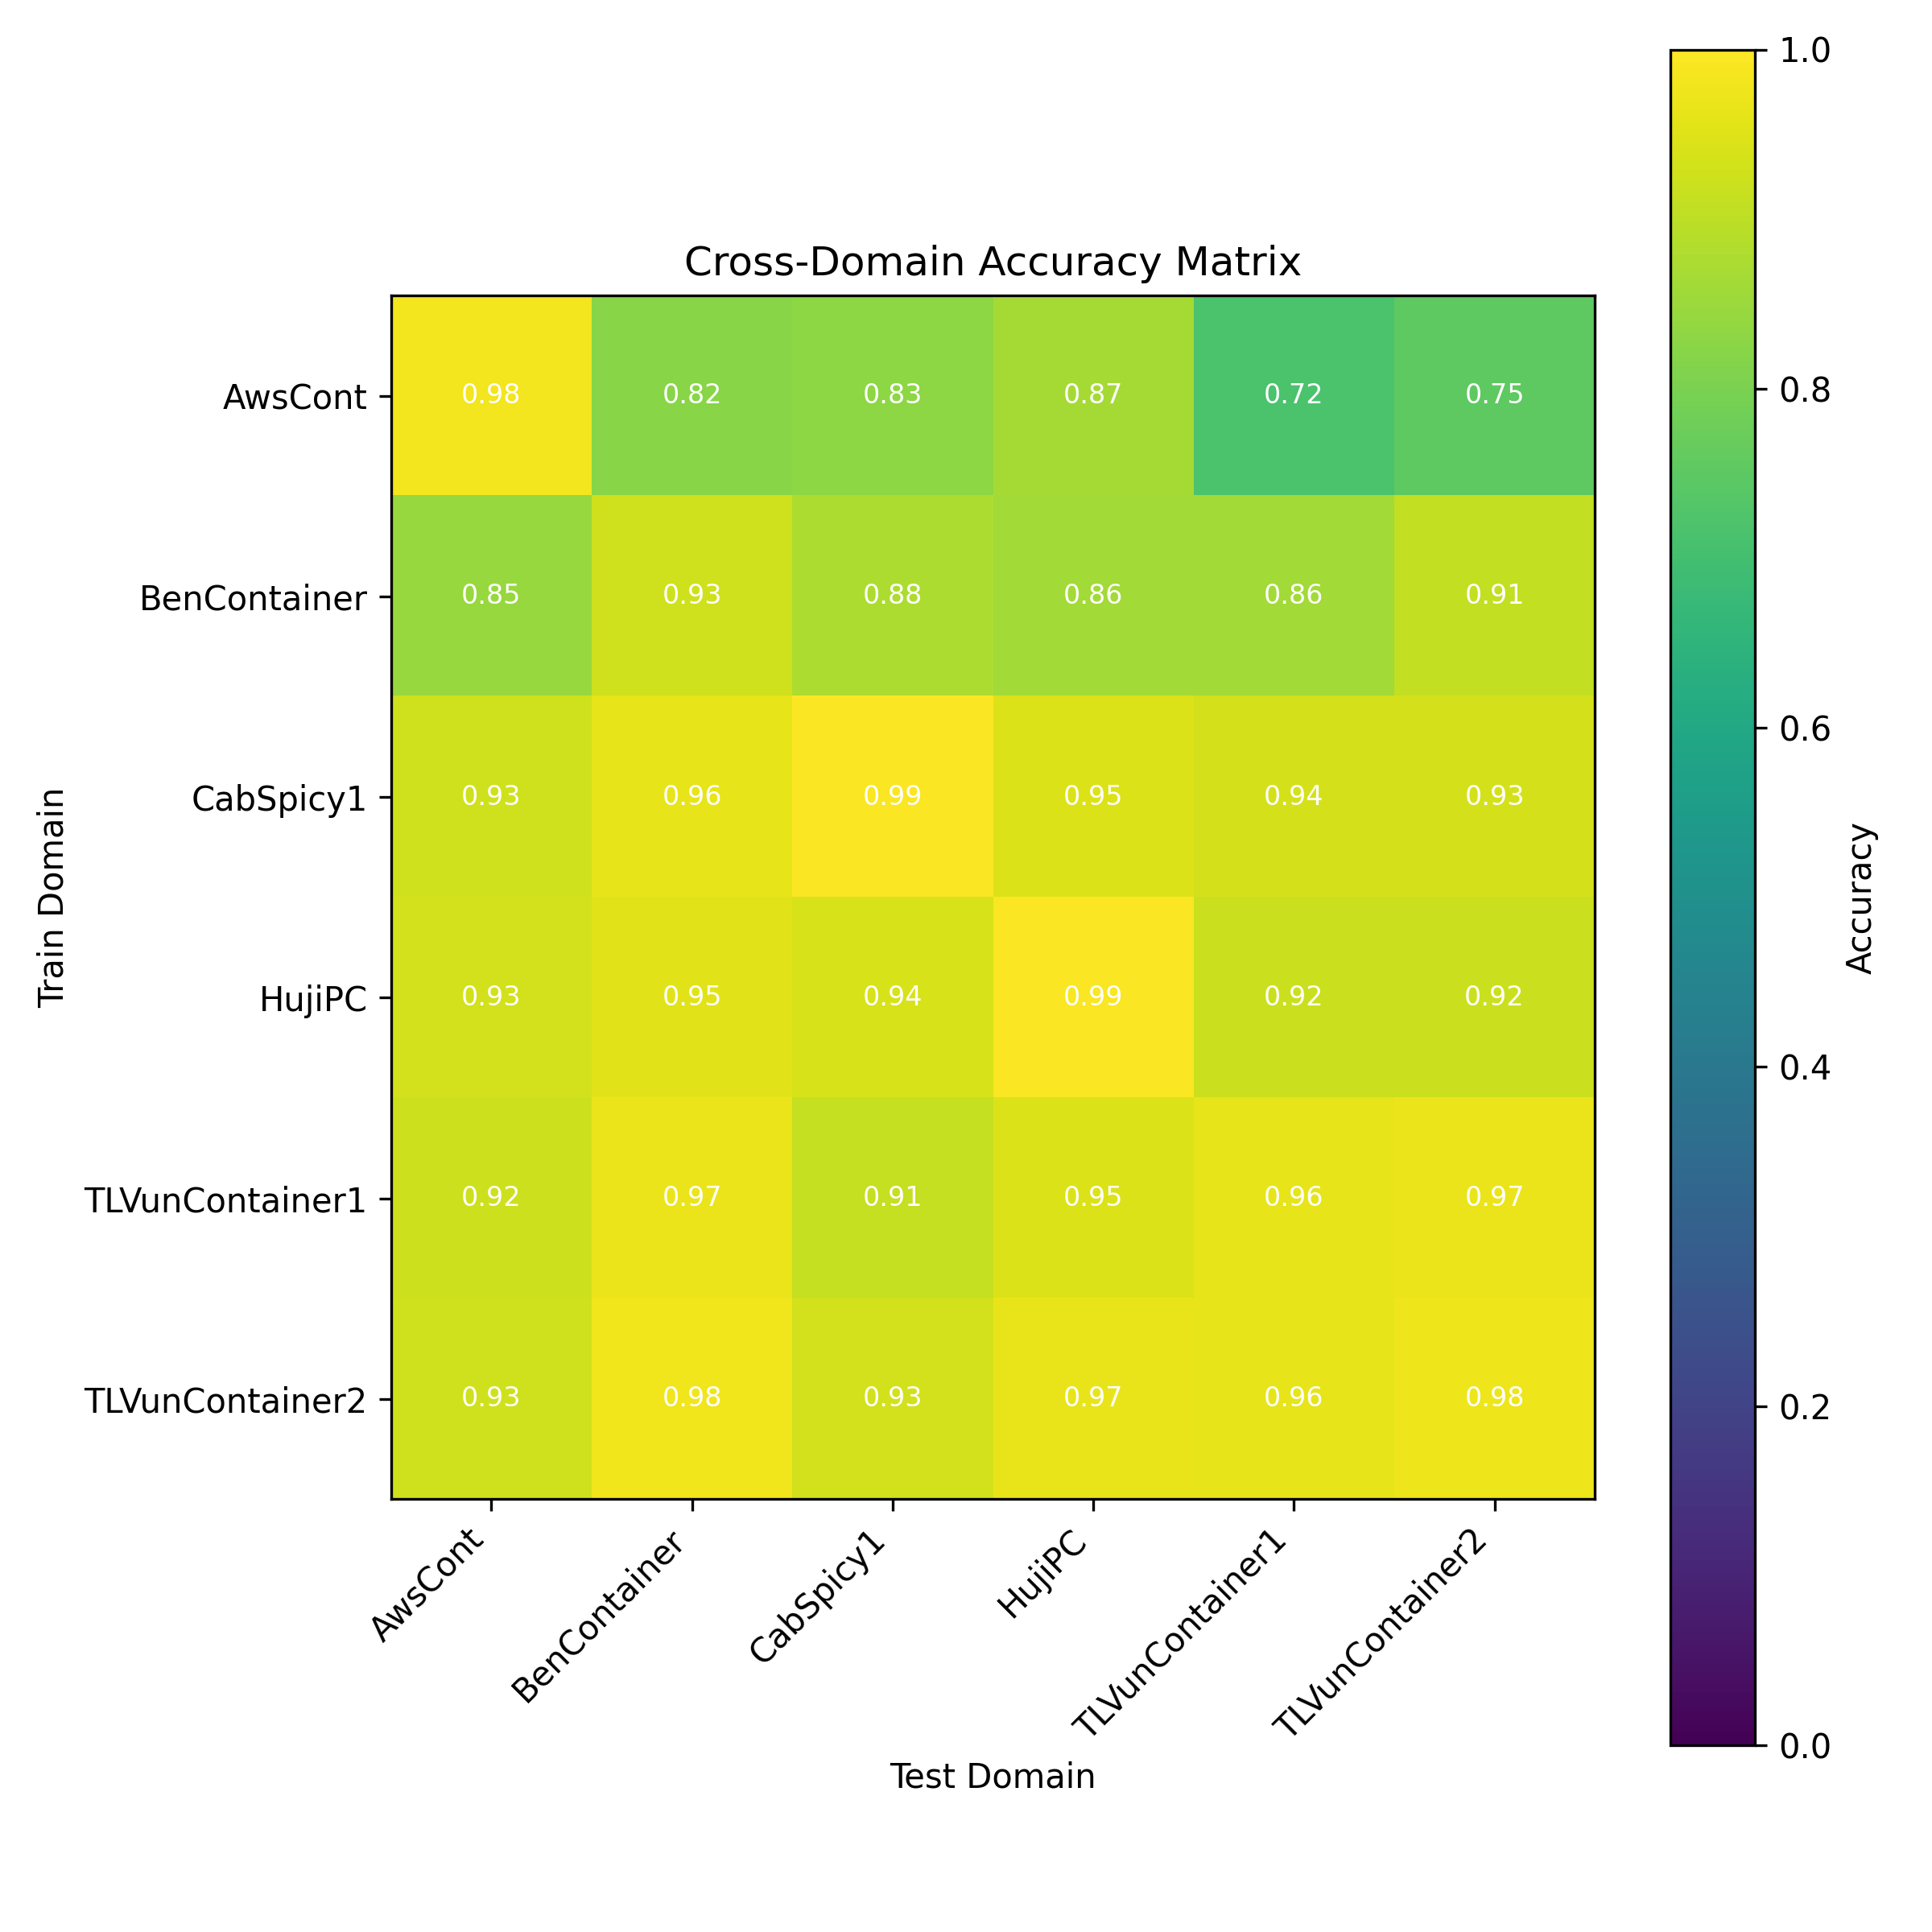 Cross-Domain Accuracy Matrix
Train Domain
AwsCont 0.98 0.82 0.83 0.87 0.72 0.75
BenContainer 0.85 0.93 0.88 0.86 0.86 0.91
CabSpicy1 0.93 0.96 0.99 0.95 0.94 0.93
HujiPC 0.93 0.95 0.94 0.99 0.92 0.92
TLVunContainer1 0.92 0.97 0.91 0.95 0.96 0.97
TLVunContainer2 0.93 0.98 0.93 0.97 0.96 0.98
AwsCont BenContainer CabSpicy1 HujiPC TLVunContainer1 TLVunContainer2
Test Domain
1.0
0.8
0.6
0.4
0.2
0.0
Accuracy